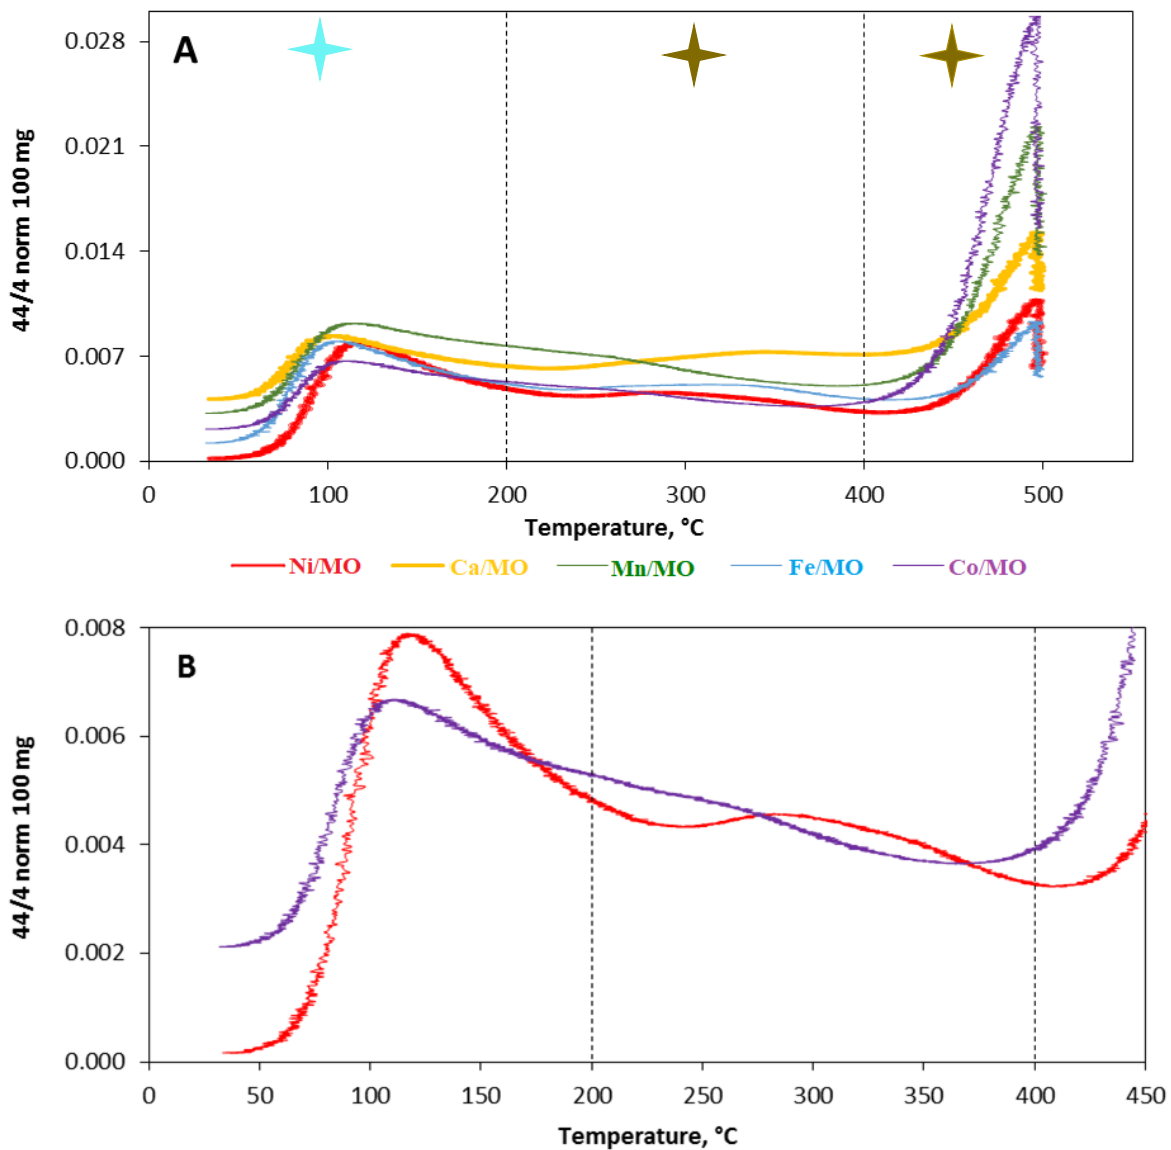 A
44/4 norm 100 mg
0.028
0.021
0.014
0.007
0.000
0 100 200 300 400 500
Temperature, °C
Ni/MO Ca/MO Mn/MO Fe/MO Co/MO
B
44/4 norm 100 mg
0.008
0.006
0.004
0.002
0.000
0 50 100 150 200 250 300 350 400 450
Temperature, °C